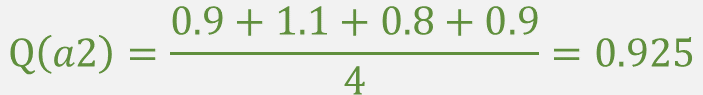 Q(a2) = (0.9 + 1.1 + 0.8 + 0.9) / 4 = 0.925